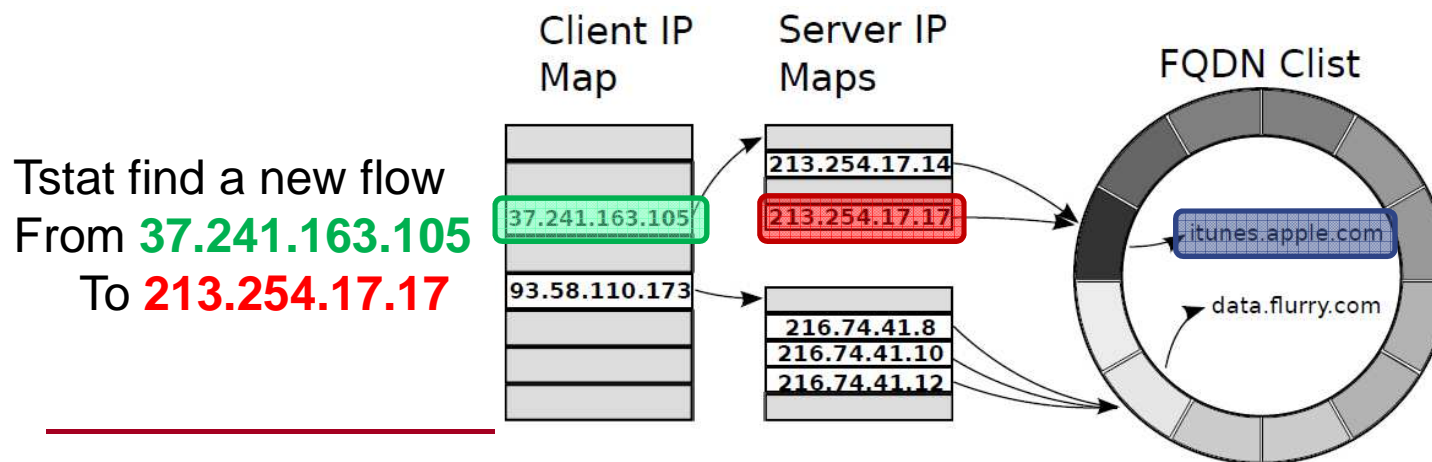 Client IP
Map
Server IP
Maps
FQDN Clist
Tstat find a new flow
From 37.241.163.105
To 213.254.17.17
37.241.163.105
93.58.110.173
213.254.17.14
213.254.17.17
216.74.41.8
216.74.41.10
216.74.41.12
itunes.apple.com
data.flurry.com